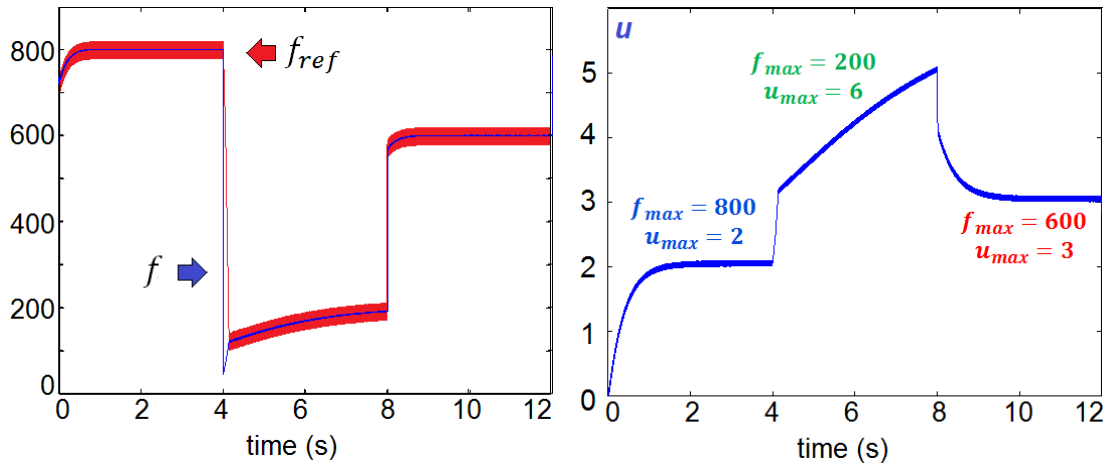 800
600
400
200
0
0 2 4 6 8 10 12
time (s)
f_ref
f
u
5
4
3
2
1
0
0 2 4 6 8 10 12
time (s)
f_max = 200
u_max = 6
f_max = 800
u_max = 2
f_max = 600
u_max = 3